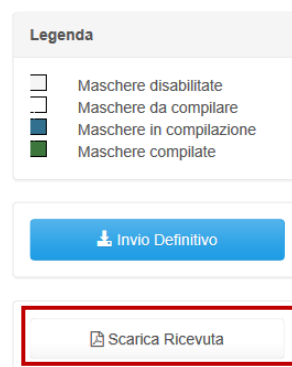 Legenda
Maschere disabilitate
Maschere da compilare
Maschere in compilazione
Maschere compilate
Invio Definitivo
Scarica Ricevuta